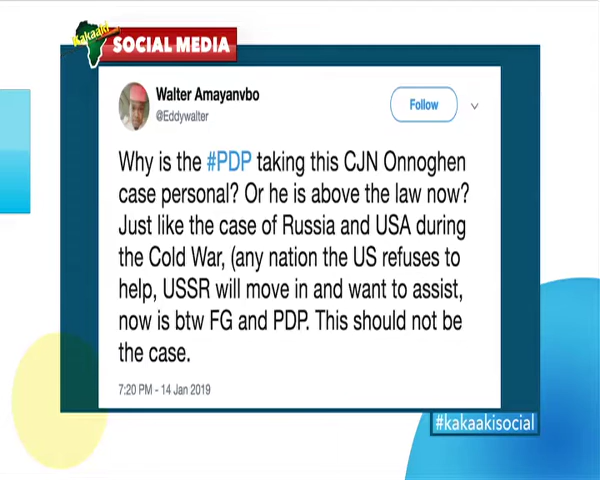 Kakaaki
SOCIAL MEDIA
Walter Amayanvbo
@Eddywalter
Follow
Why is the #PDP taking this CJN Onnoghen
case personal? Or he is above the law now?
Just like the case of Russia and USA during
the Cold War, (any nation the US refuses to
help, USSR will move in and want to assist,
now is btw FG and PDP. This should not be
the case.
7:20 PM - 14 Jan 2019
#kakaakisocial